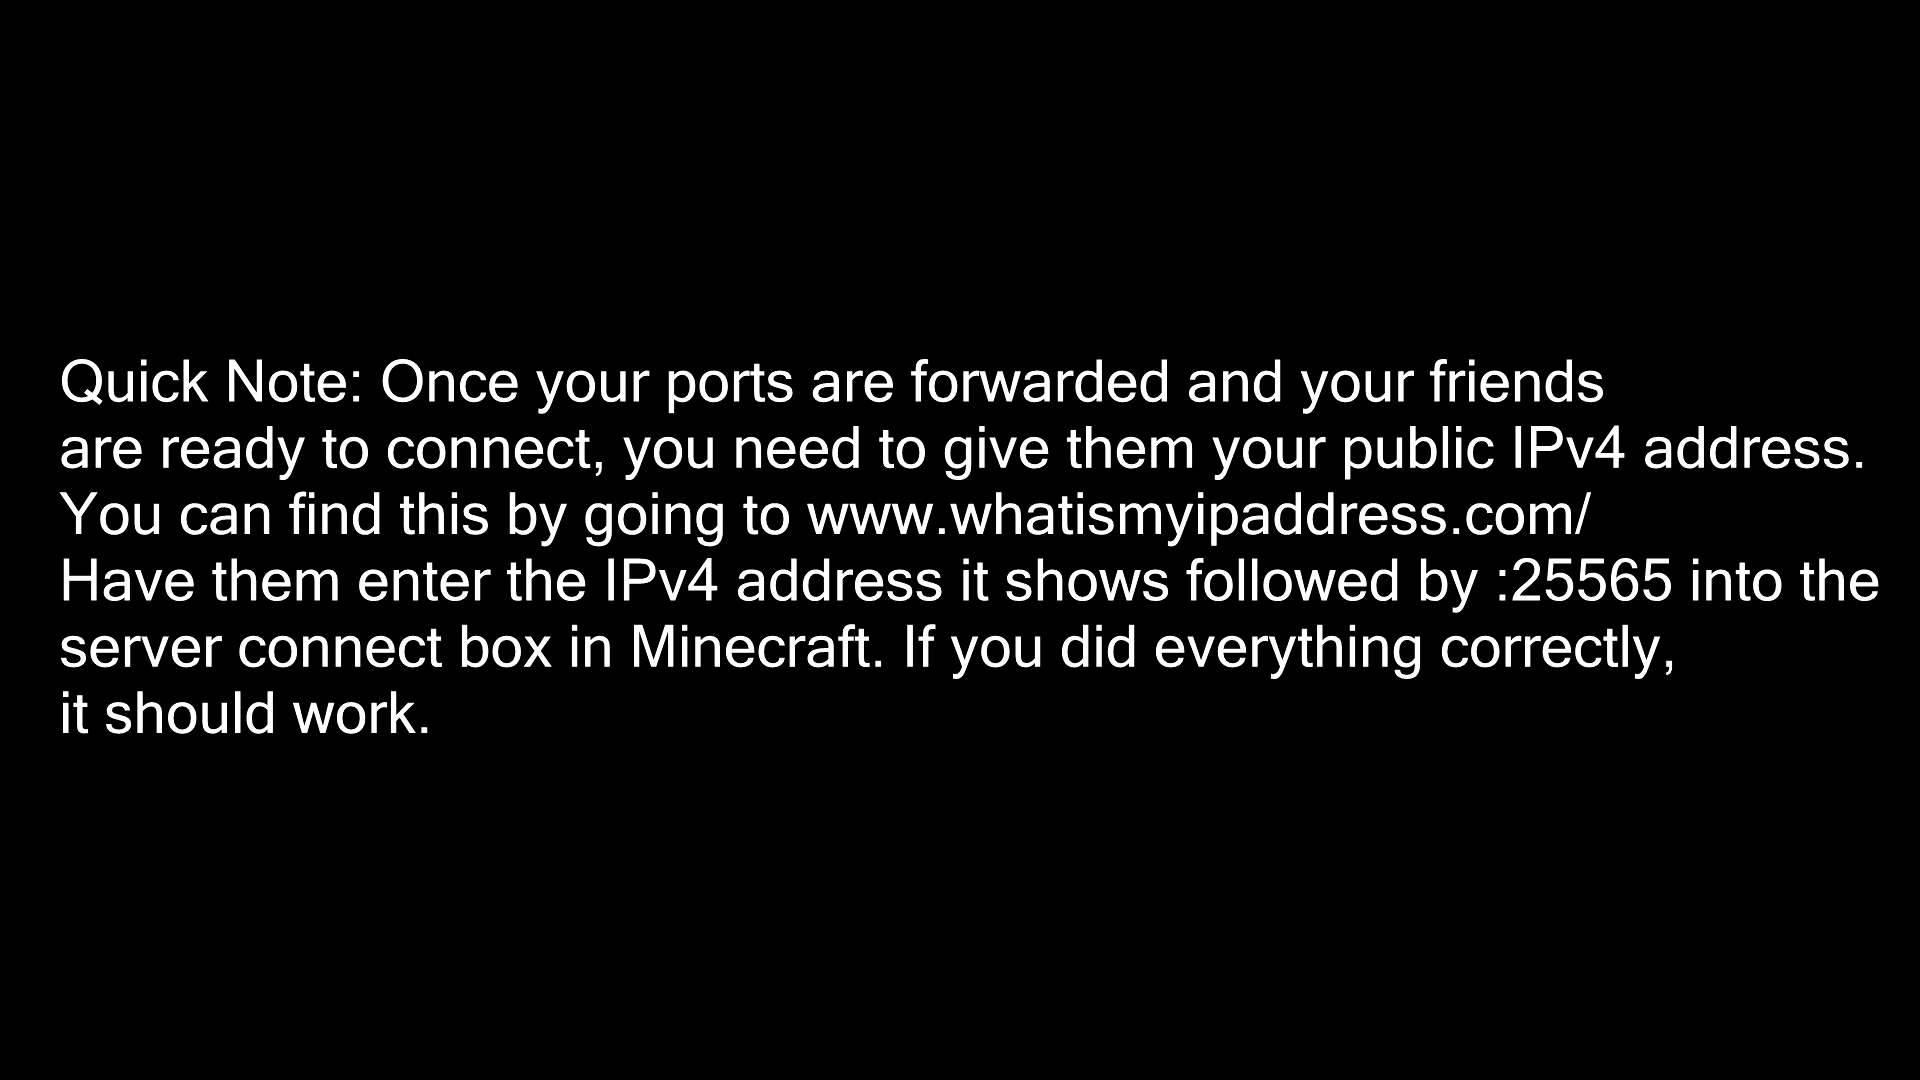 Quick Note: Once your ports are forwarded and your friends
are ready to connect, you need to give them your public IPv4 address.
You can find this by going to www.whatismyipaddress.com/
Have them enter the IPv4 address it shows followed by :25565 into the
server connect box in Minecraft. If you did everything correctly,
it should work.